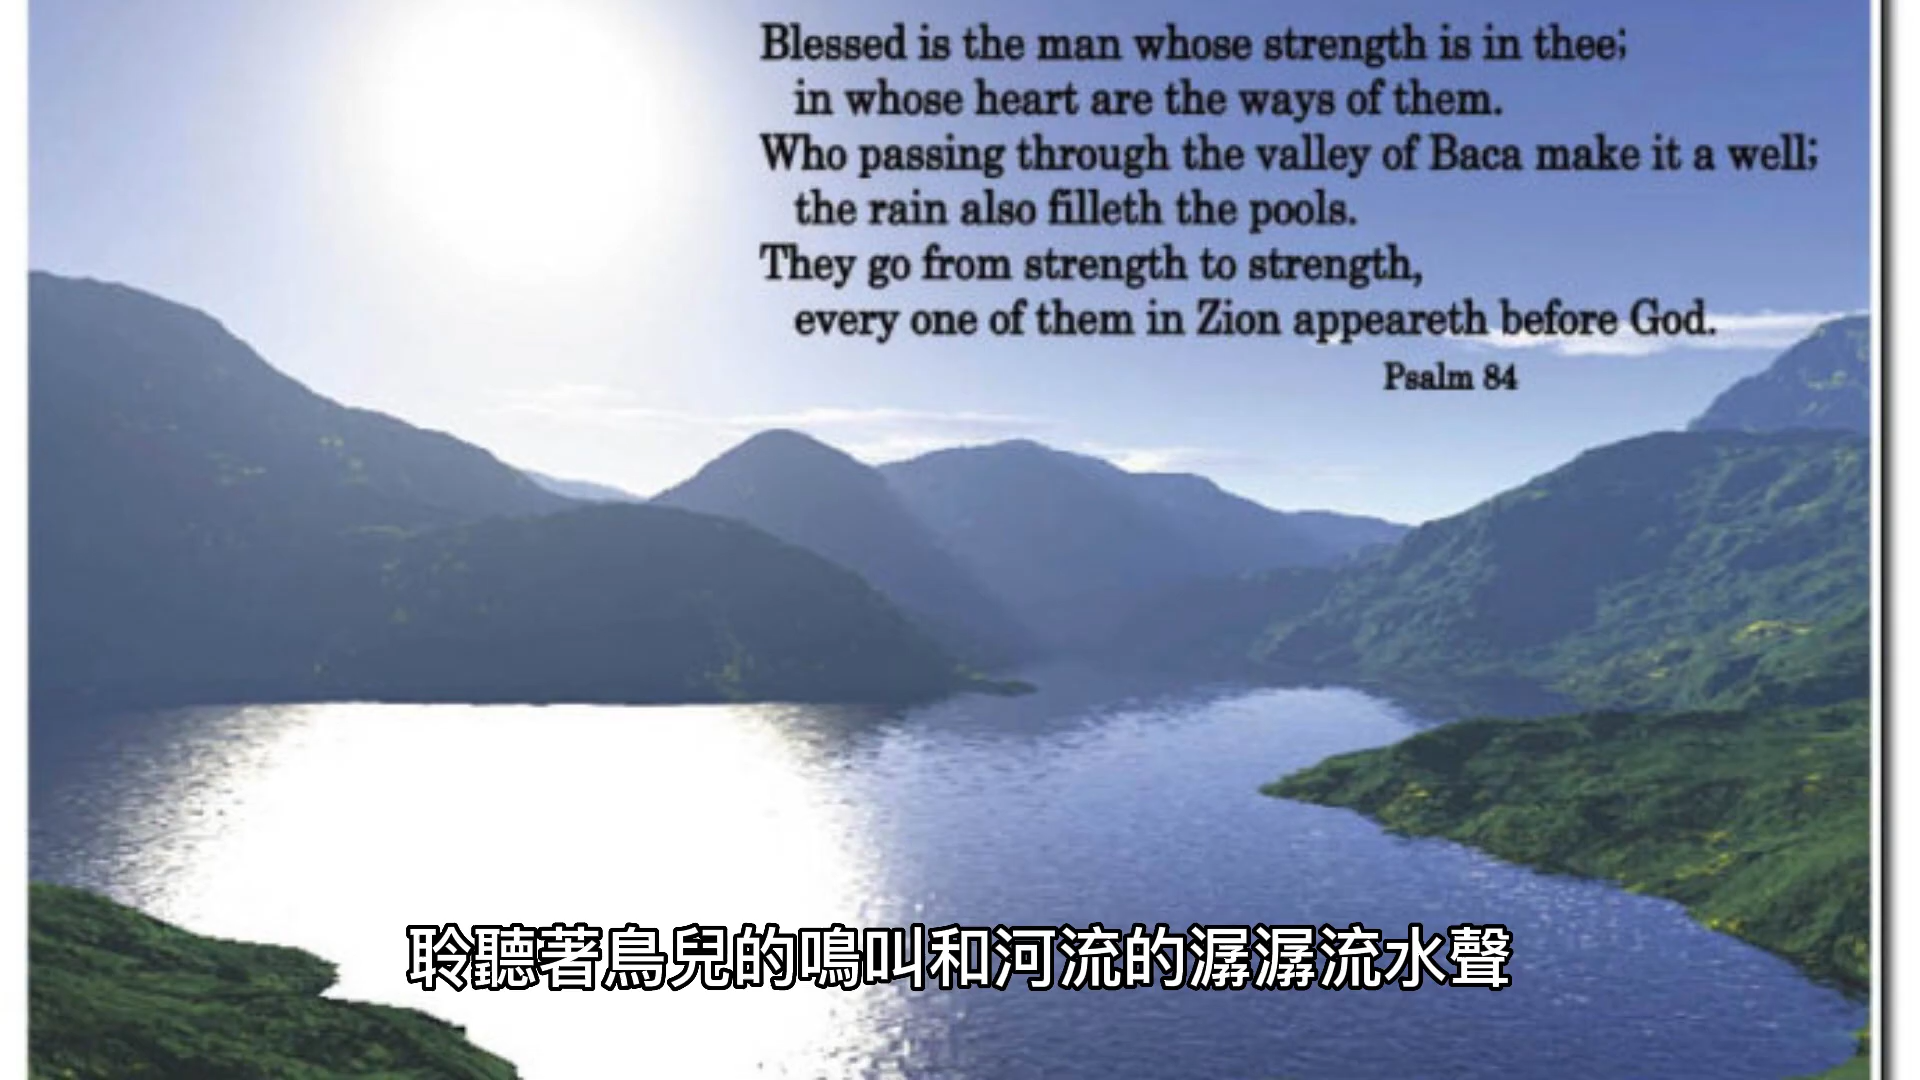 Blessed is the man whose strength is in thee;
in whose heart are the ways of them.
Who passing through the valley of Baca make it a well;
the rain also filleth the pools.
They go from strength to strength,
every one of them in Zion appeareth before God.
Psalm 84
聆聽著鳥兒的鳴叫和河流的潺潺流水聲